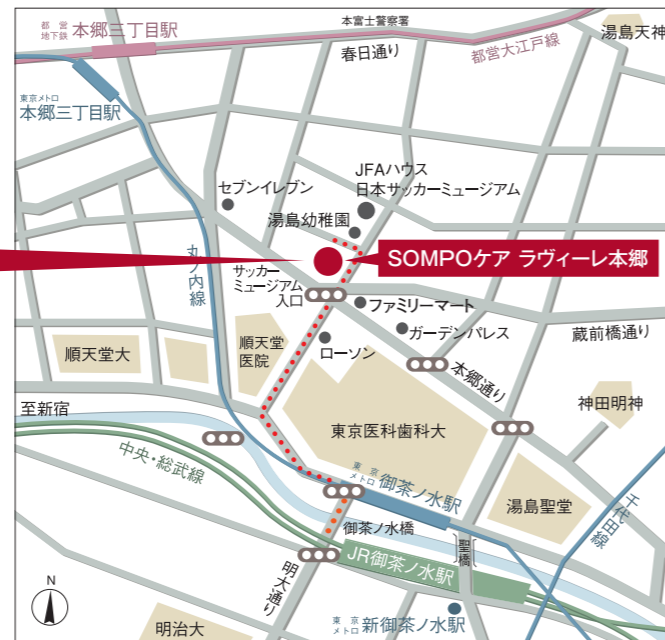 都営
地下鉄 本郷三丁目駅
本富士警察署
湯島天神
春日通り
都営大江戸線
東京メトロ
本郷三丁目駅
JFAハウス
日本サッカーミュージアム
セブンイレブン
湯島幼稚園
SOMPOケア ラヴィーレ本郷
丸ノ内線
サッカー
ミュージアム
入口
ファミリーマート
ガーデンパレス
蔵前橋通り
順天堂大
順天堂
医院
ローソン
本郷通り
神田明神
至新宿
東京医科歯科大
中央・総武線
東京
メトロ 御茶ノ水駅
湯島聖堂
千代田線
御茶ノ水橋
聖橋
JR御茶ノ水駅
明大通り
N
明治大
東京
メトロ 新御茶ノ水駅